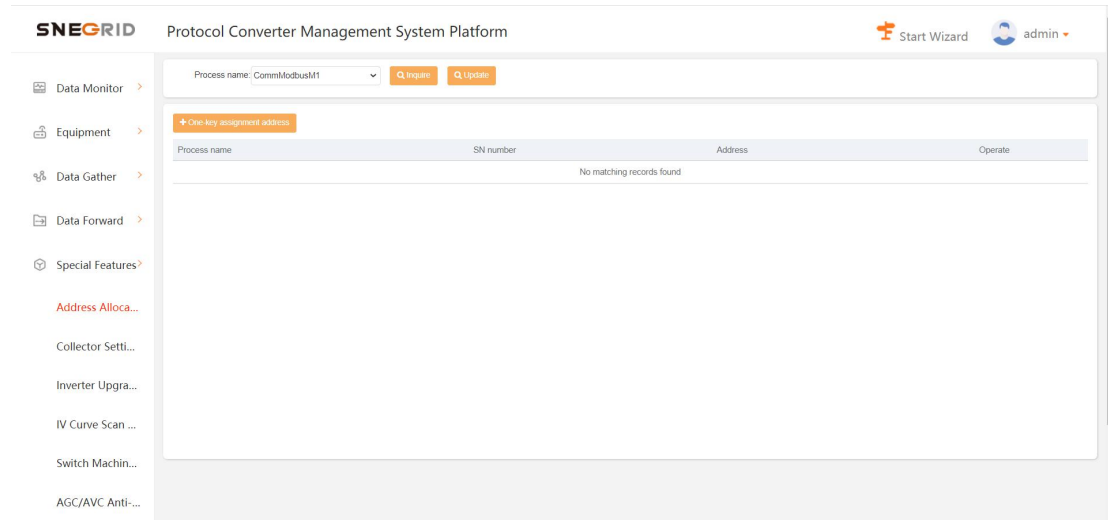 SNEGRID
Protocol Converter Management System Platform
Start Wizard
admin
Data Monitor
Equipment
Data Gather
Data Forward
Special Features
Address Alloca...
Collector Setti...
Inverter Upgra...
IV Curve Scan ...
Switch Machin...
AGC/AVC Anti-...
Process name: CommModbusM1 Inquire Update
+ One-key assignment address
Process name SN number Address Operate
No matching records found